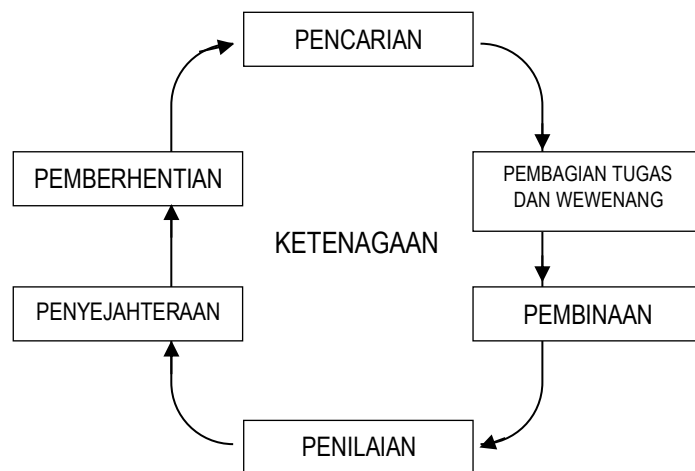 PENCARIAN
PEMBERHENTIAN
PEMBAGIAN TUGAS
DAN WEWENANG
KETENAGAAN
PENYEJAHTERAAN
PEMBINAAN
PENILAIAN